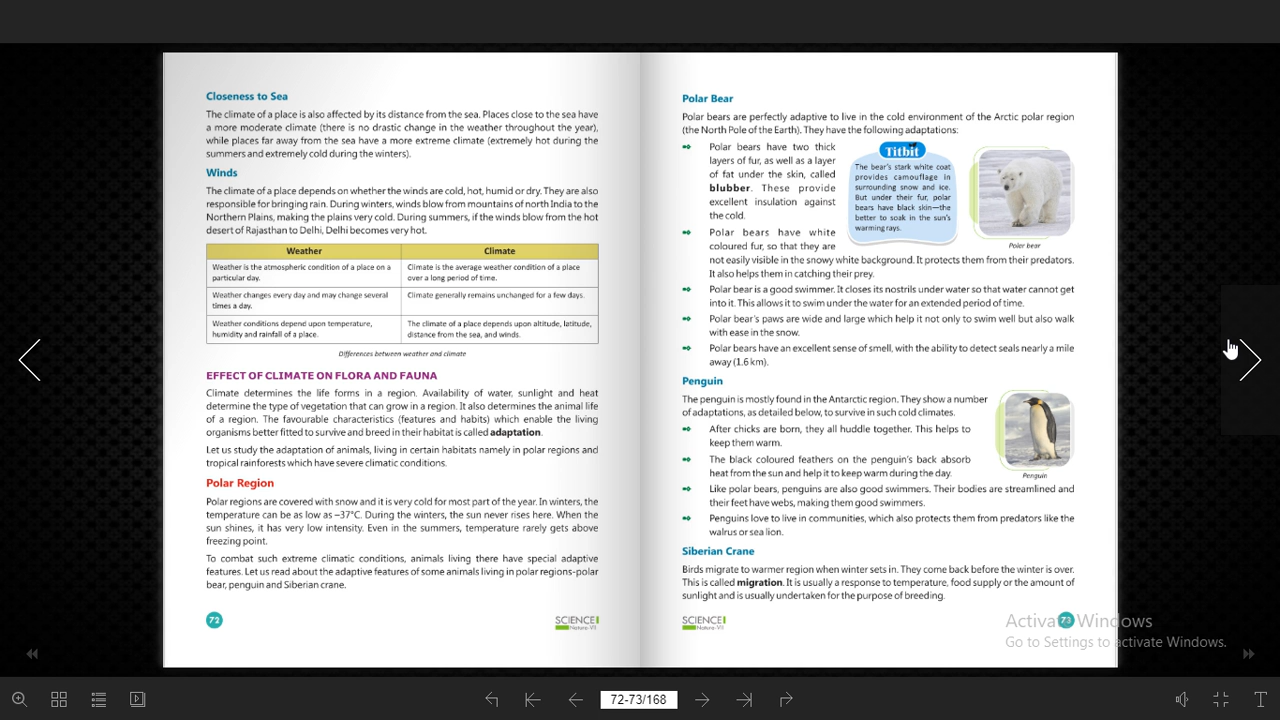 Closeness to Sea
The climate of a place is also affected by its distance from the sea. Places close to the sea have
a more moderate climate (there is no drastic change in the weather throughout the year),
while places far away from the sea have a more extreme climate (extremely hot during the
summers and extremely cold during the winters).
Winds
The climate of a place depends on whether the winds are cold, hot, humid or dry. They are also
responsible for bringing rain. During winters, winds blow from mountains of north India to the
Northern Plains, making the plains very cold. During summers, if the winds blow from the hot
desert of Rajasthan to Delhi, Delhi becomes very hot.
Weather Climate
Weather is the atmospheric condition of a place on a
particular day.
Climate is the average weather condition of a place
over a long period of time.
Weather changes every day and may change several
times a day.
Climate generally remains unchanged for a few days.
Weather conditions depend upon temperature,
humidity and rainfall of a place.
The climate of a place depends upon altitude, latitude,
distance from the sea, and winds.
Differences between weather and climate
EFFECT OF CLIMATE ON FLORA AND FAUNA
Climate determines the life forms in a region. Availability of water, sunlight and heat
determine the type of vegetation that can grow in a region. It also determines the animal life
of a region. The favourable characteristics (features and habits) which enable the living
organisms better fitted to survive and breed in their habitat is called adaptation.
Let us study the adaptation of animals, living in certain habitats namely in polar regions and
tropical rainforests which have severe climatic conditions.
Polar Region
Polar regions are covered with snow and it is very cold for most part of the year. In winters, the
temperature can be as low as –37°C. During the winters, the sun never rises here. When the
sun shines, it has very low intensity. Even in the summers, temperature rarely gets above
freezing point.
To combat such extreme climatic conditions, animals living there have special adaptive
features. Let us read about the adaptive features of some animals living in polar regions-polar
bear, penguin and Siberian crane.
72
SCIENCE
Nature-VII
Polar Bear
Polar bears are perfectly adaptive to live in the cold environment of the Arctic polar region
(the North Pole of the Earth). They have the following adaptations:
Polar bears have two thick
layers of fur, as well as a layer
of fat under the skin, called
blubber. These provide
excellent insulation against
the cold.
Titbit
The bear's stark white coat
provides camouflage in
surrounding snow and ice.
But under their fur, polar
bears have black skin—the
better to soak in the sun's
warming rays.
Polar bear
Polar bears have white
coloured fur, so that they are
not easily visible in the snowy white background. It protects them from their predators.
It also helps them in catching their prey.
Polar bear is a good swimmer. It closes its nostrils under water so that water cannot get
into it. This allows it to swim under the water for an extended period of time.
Polar bear's paws are wide and large which help it not only to swim well but also walk
with ease in the snow.
Polar bears have an excellent sense of smell, with the ability to detect seals nearly a mile
away (1.6 km).
Penguin
The penguin is mostly found in the Antarctic region. They show a number
of adaptations, as detailed below, to survive in such cold climates.
After chicks are born, they all huddle together. This helps to
keep them warm.
The black coloured feathers on the penguin's back absorb
heat from the sun and help it to keep warm during the day.
Penguin
Like polar bears, penguins are also good swimmers. Their bodies are streamlined and
their feet have webs, making them good swimmers.
Penguins love to live in communities, which also protects them from predators like the
walrus or sea lion.
Siberian Crane
Birds migrate to warmer region when winter sets in. They come back before the winter is over.
This is called migration. It is usually a response to temperature, food supply or the amount of
sunlight and is usually undertaken for the purpose of breeding.
SCIENCE
Nature-VII
73
Activate Windows
Go to Settings to activate Windows.
72-73/168